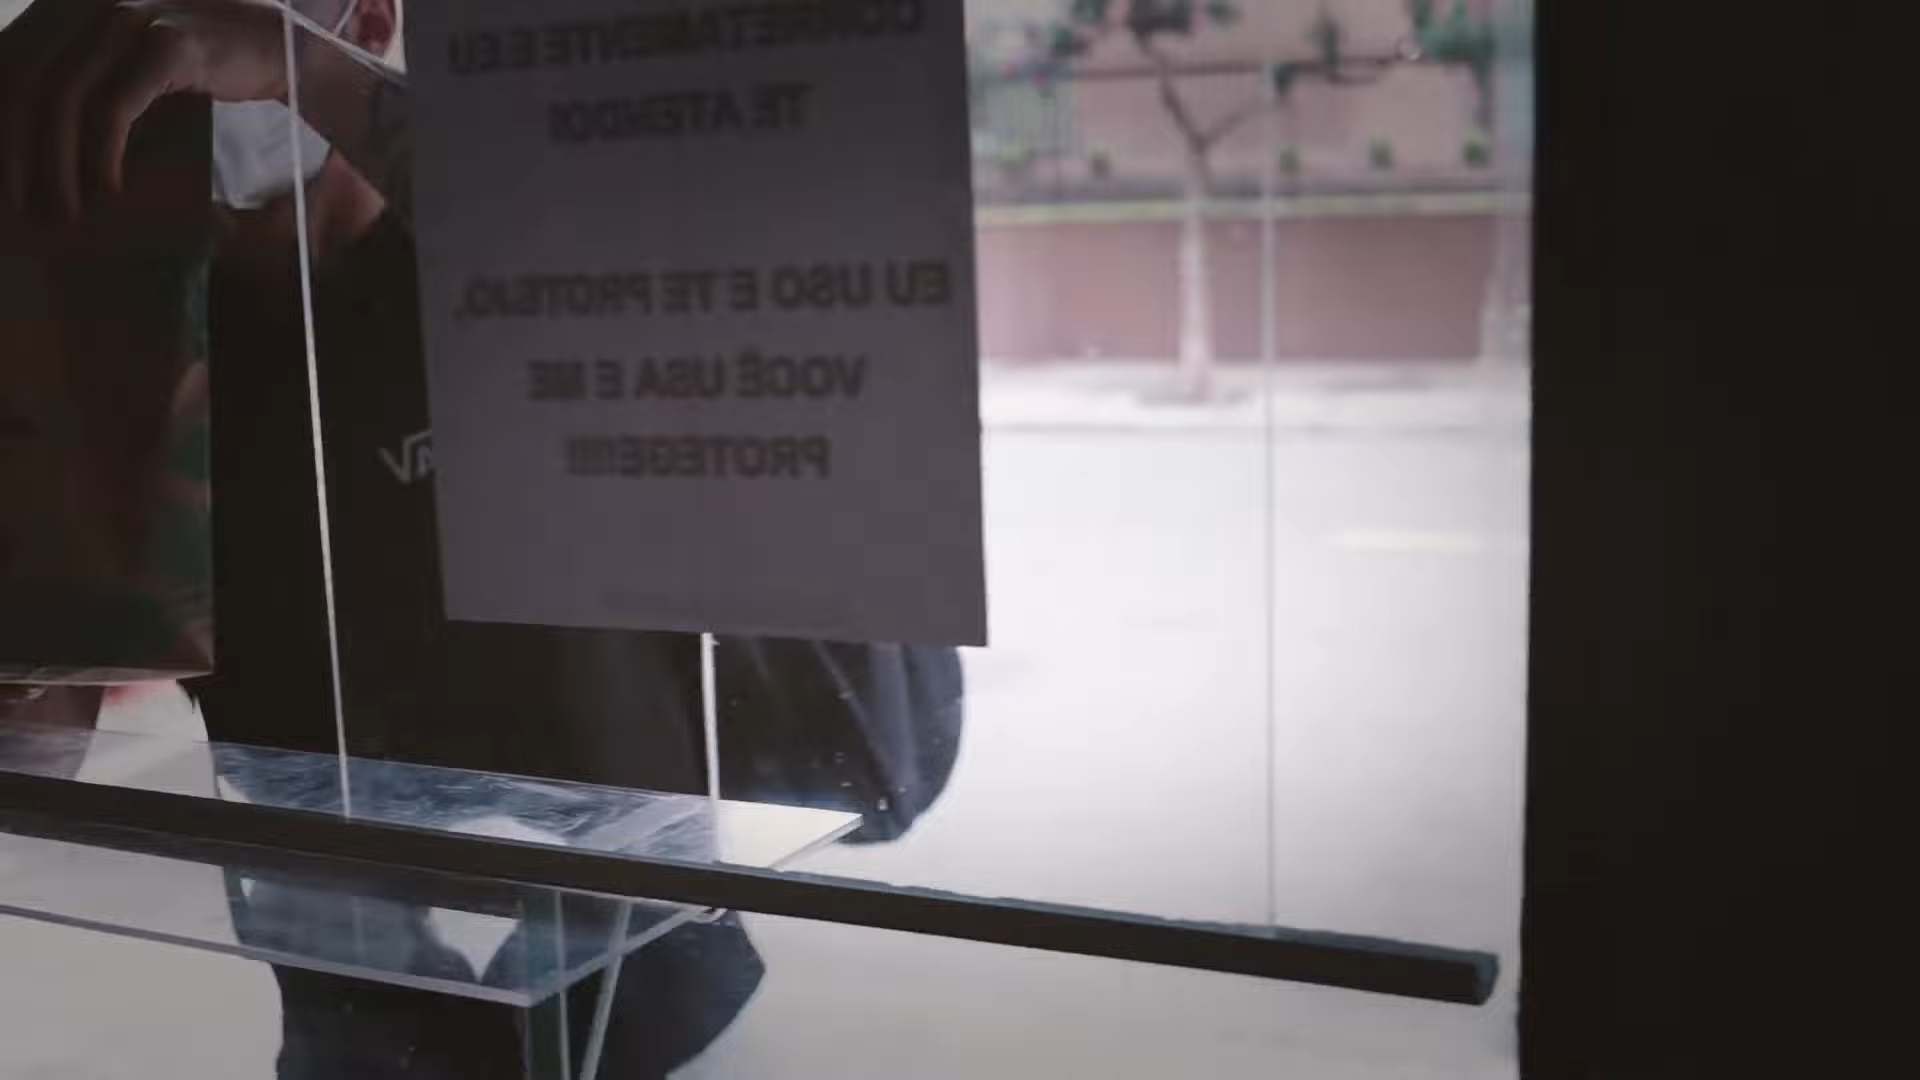 CORRETAMENTE E EU
TE ATENDO!
EU USO E TE PROTEJO,
VOCÊ USA E ME
PROTEGE!!!!